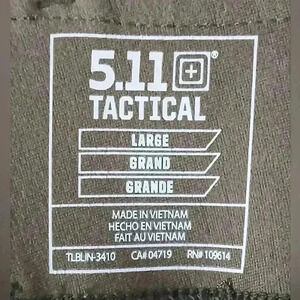 5.11
TACTICAL
LARGE
GRAND
GRANDE
MADE IN VIETNAM
HECHO EN VIETNAM
FAIT AU VIETNAM
TLBLIN-3410 CA# 04719 RN# 109614